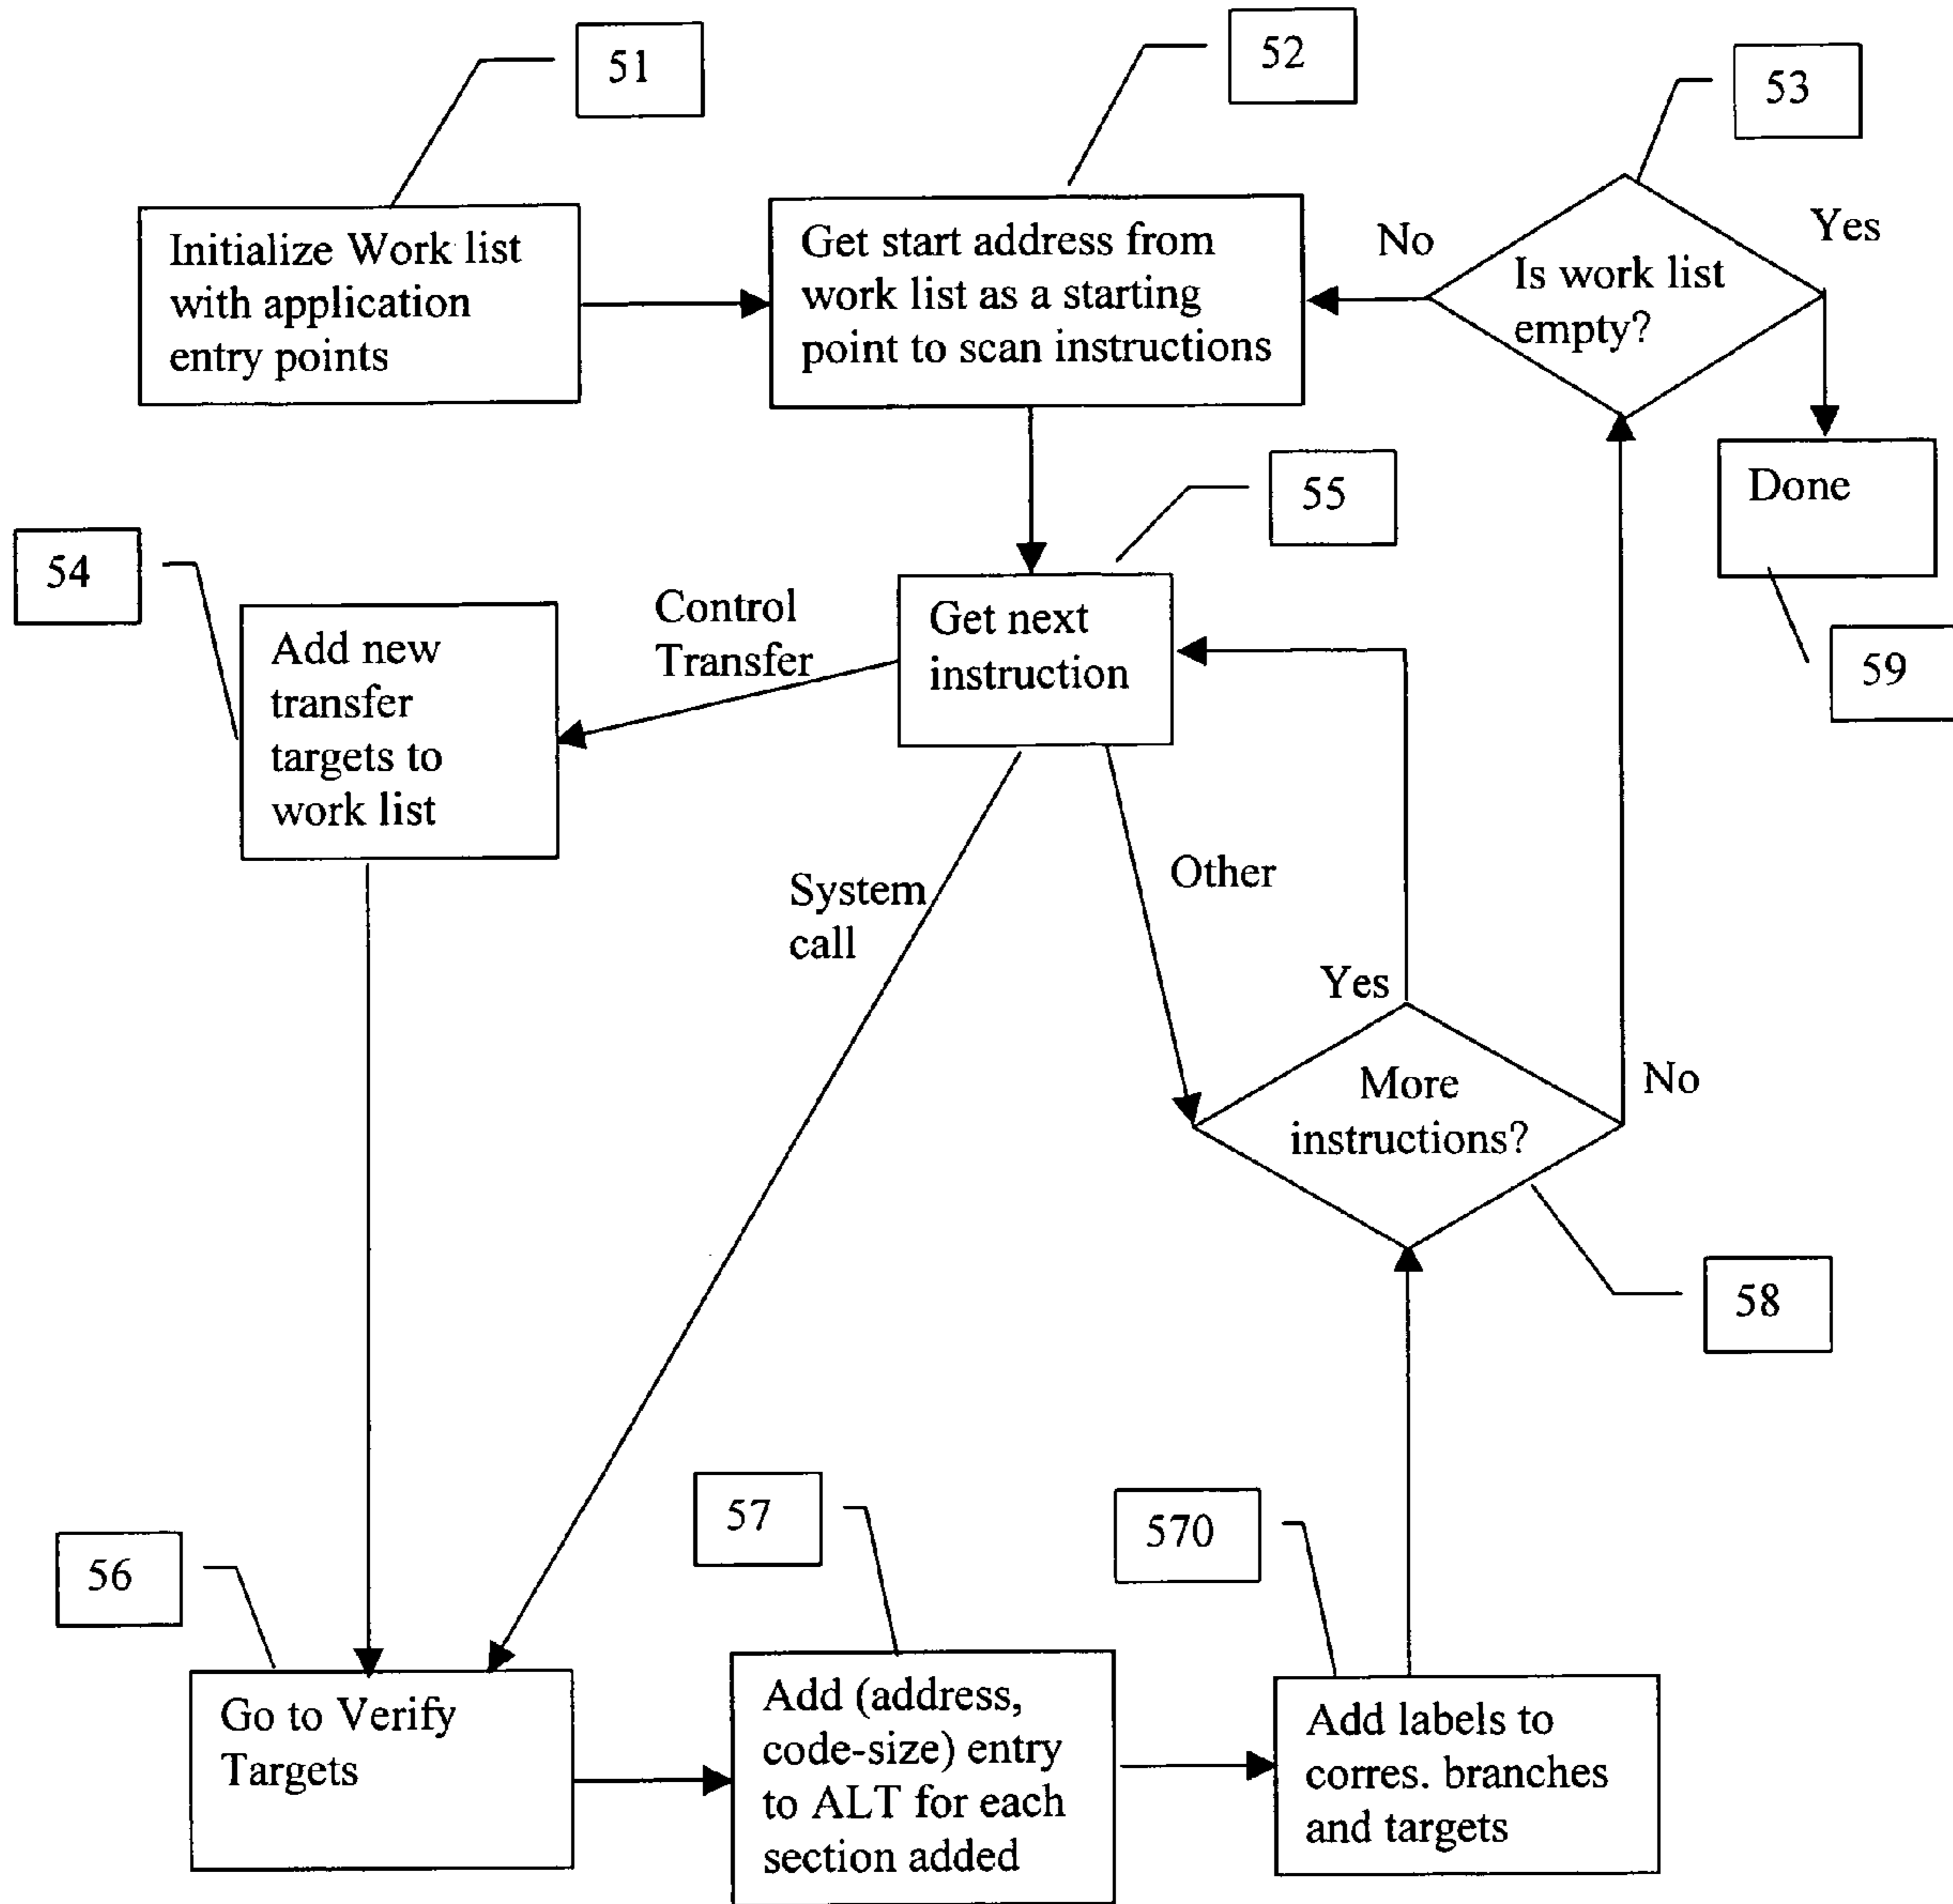 51
52
53
Initialize Work list
with application
entry points
Get start address from
work list as a starting
point to scan instructions
No
Yes
Is work list
empty?
Done
59
54
55
Add new
transfer
targets to
work list
Control
Transfer
Get next
instruction
System
call
Other
Yes
More
instructions?
No
58
56
57
570
Go to Verify
Targets
Add (address,
code-size) entry
to ALT for each
section added
Add labels to
corres. branches
and targets